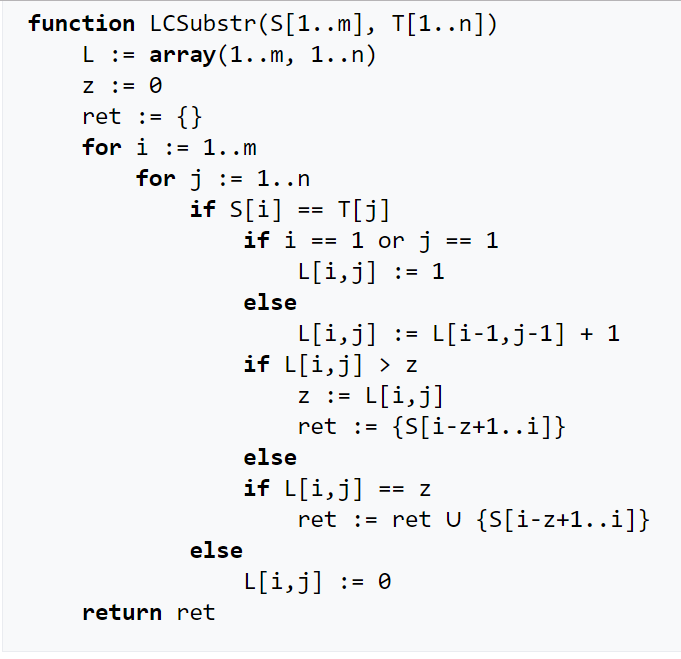 function LCSubstr(S[1..m], T[1..n])
    L := array(1..m, 1..n)
    z := 0
    ret := {}
    for i := 1..m
        for j := 1..n
            if S[i] == T[j]
                if i == 1 or j == 1
                    L[i,j] := 1
                else
                    L[i,j] := L[i-1,j-1] + 1
                if L[i,j] > z
                    z := L[i,j]
                    ret := {S[i-z+1..i]}
                else
                if L[i,j] == z
                    ret := ret ∪ {S[i-z+1..i]}
            else
                L[i,j] := 0
    return ret